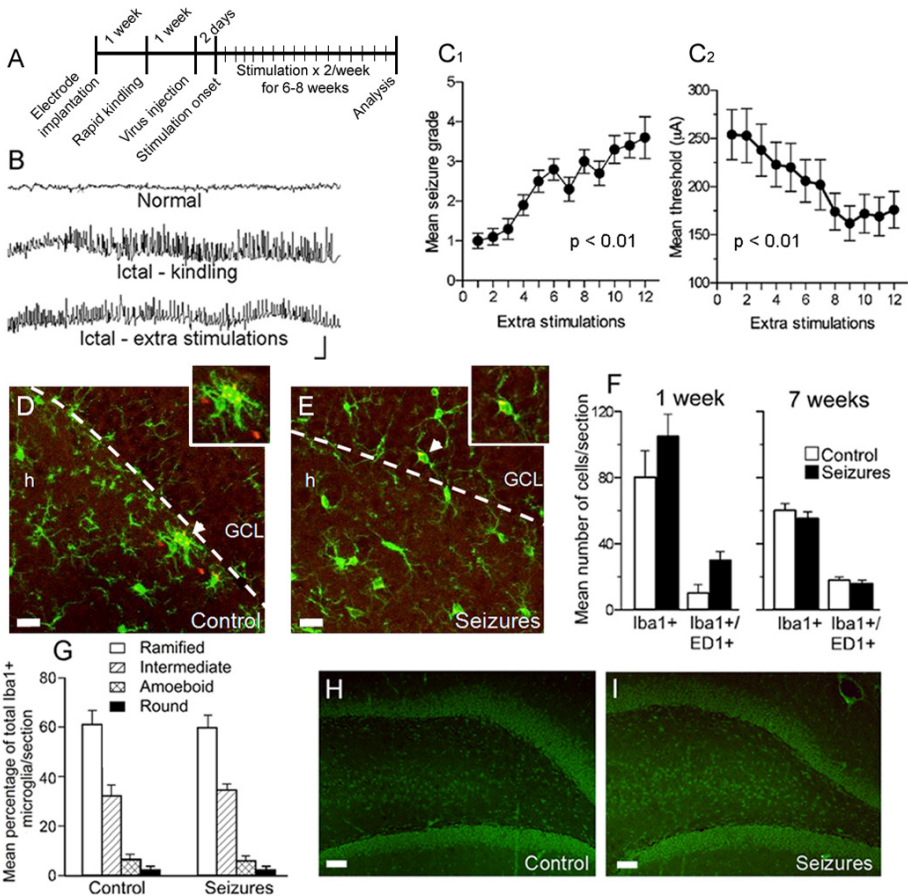 A
1 week
1 week
2 days
Electrode implantation
Rapid kindling
Virus injection
Stimulation onset
Stimulation x 2/week
for 6-8 weeks
Analysis
B
Normal
Ictal - kindling
Ictal - extra stimulations
C1
Mean seizure grade
5
4
3
2
1
0
p < 0.01
0 2 4 6 8 10 12
Extra stimulations
C2
Mean threshold (µA)
300
250
200
150
100
p < 0.01
0 2 4 6 8 10 12
Extra stimulations
D
h
GCL
Control
E
h
GCL
Seizures
F
1 week
7 weeks
Mean number of cells/section
120
80
40
0
Control
Seizures
Iba1+
Iba1+/
ED1+
Iba1+
Iba1+/
ED1+
G
Ramified
Intermediate
Amoeboid
Round
Mean percentage of total Iba1+
microglia/section
80
60
40
20
0
Control
Seizures
H
Control
I
Seizures